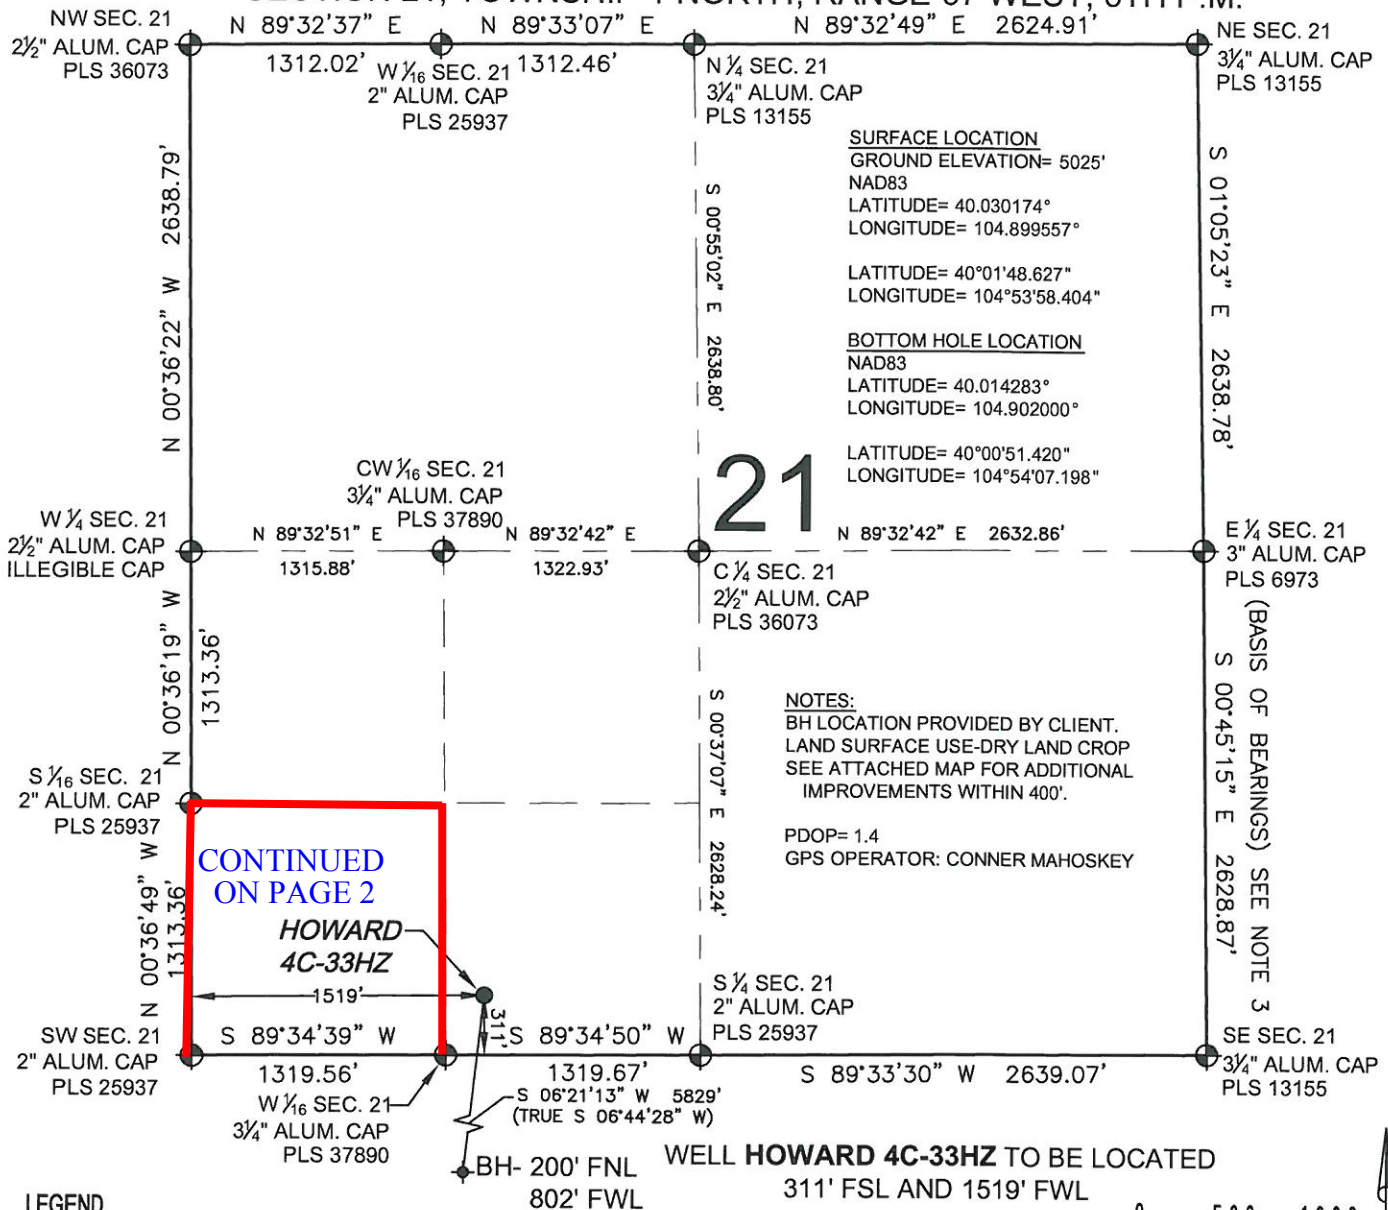 N 89°32'37" E
N 89°33'07" E
N 89°32'49" E 2624.91'
NW SEC. 21
2½" ALUM. CAP
PLS 36073
1312.02'
W 1⁄16 SEC. 21
2" ALUM. CAP
PLS 25937
1312.46'
N ¼ SEC. 21
3¼" ALUM. CAP
PLS 13155
NE SEC. 21
3¼" ALUM. CAP
PLS 13155
SURFACE LOCATION
GROUND ELEVATION= 5025'
NAD83
LATITUDE= 40.030174°
LONGITUDE= 104.899557°
LATITUDE= 40°01'48.627"
LONGITUDE= 104°53'58.404"
BOTTOM HOLE LOCATION
NAD83
LATITUDE= 40.014283°
LONGITUDE= 104.902000°
LATITUDE= 40°00'51.420"
LONGITUDE= 104°54'07.198"
N 00°36'22" W 2638.79'
S 00°55'02" E 2638.80'
S 01°05'23" E 2638.78'
21
CW 1⁄16 SEC. 21
3¼" ALUM. CAP
PLS 37890
W ¼ SEC. 21
2½" ALUM. CAP
ILLEGIBLE CAP
N 89°32'51" E
1315.88'
N 89°32'42" E
1322.93'
N 89°32'42" E 2632.86'
C ¼ SEC. 21
2½" ALUM. CAP
PLS 36073
E ¼ SEC. 21
3" ALUM. CAP
PLS 6973
N 00°36'19" W
1313.36'
S 00°37'07" E 2628.24'
S 00°45'15" E 2628.87'
(BASIS OF BEARINGS) SEE NOTE 3
NOTES:
BH LOCATION PROVIDED BY CLIENT.
LAND SURFACE USE-DRY LAND CROP
SEE ATTACHED MAP FOR ADDITIONAL
IMPROVEMENTS WITHIN 400'.
PDOP= 1.4
GPS OPERATOR: CONNER MAHOSKEY
S 1⁄16 SEC. 21
2" ALUM. CAP
PLS 25937
N 00°36'49" W
1313.36'
CONTINUED
ON PAGE 2
HOWARD
4C-33HZ
1519'
311'
SW SEC. 21
2" ALUM. CAP
PLS 25937
S 89°34'39" W
1319.56'
S 89°34'50" W
1319.67'
S ¼ SEC. 21
2" ALUM. CAP
PLS 25937
S 89°33'30" W 2639.07'
SE SEC. 21
3¼" ALUM. CAP
PLS 13155
W 1⁄16 SEC. 21
3¼" ALUM. CAP
PLS 37890
S 06°21'13" W 5829'
(TRUE S 06°44'28" W)
BH- 200' FNL
802' FWL
WELL HOWARD 4C-33HZ TO BE LOCATED
311' FSL AND 1519' FWL
LEGEND